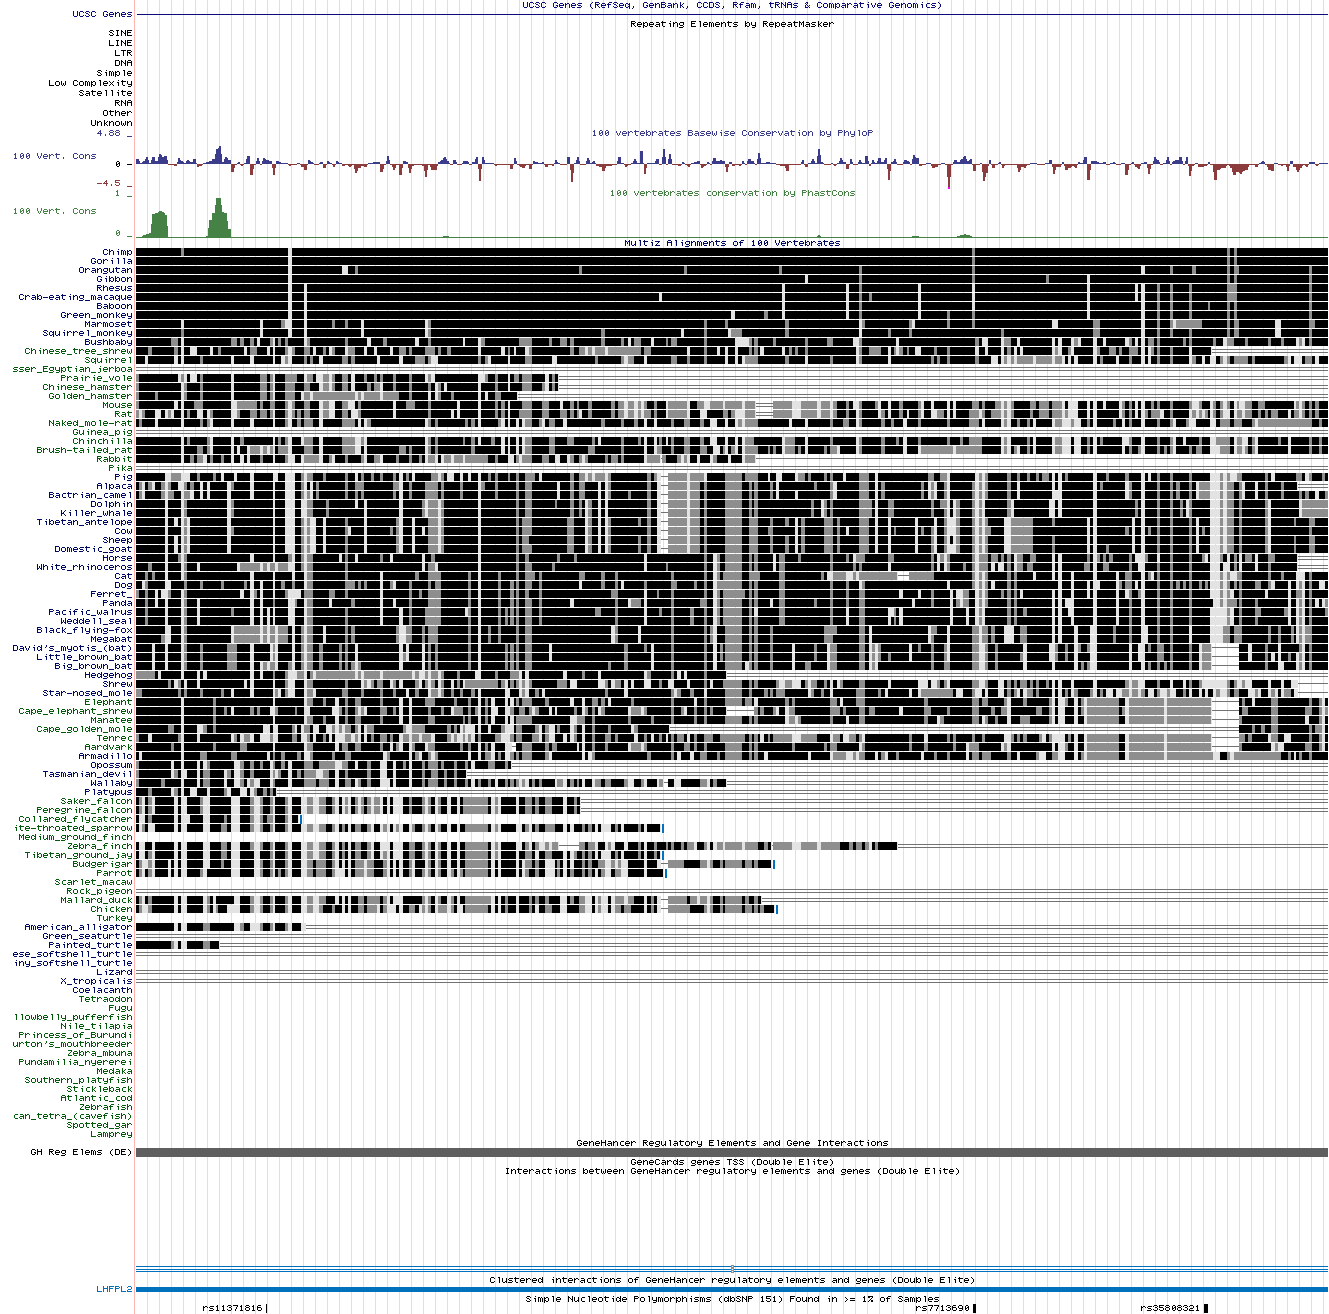 UCSC Genes (RefSeq, GenBank, CCDS, Rfam, tRNAs & Comparative Genomics)
UCSC Genes
Repeating Elements by RepeatMasker
SINE
LINE
LTR
DNA
Simple
Low Complexity
Satellite
RNA
Other
Unknown
4.88 _
100 vertebrates Basewise Conservation by PhyloP
100 Vert. Cons
0 _
-4.5 _
100 vertebrates conservation by PhastCons
1 _
100 Vert. Cons
0 _
Multiz Alignments of 100 Vertebrates
Chimp
Gorilla
Orangutan
Gibbon
Rhesus
Crab-eating_macaque
Baboon
Green_monkey
Marmoset
Squirrel_monkey
Bushbaby
Chinese_tree_shrew
Squirrel
sser_Egyptian_jerboa
Prairie_vole
Chinese_hamster
Golden_hamster
Mouse
Rat
Naked_mole-rat
Guinea_pig
Chinchilla
Brush-tailed_rat
Rabbit
Pika
Pig
Alpaca
Bactrian_camel
Dolphin
Killer_whale
Tibetan_antelope
Cow
Sheep
Domestic_goat
Horse
White_rhinoceros
Cat
Dog
Ferret_
Panda
Pacific_walrus
Weddell_seal
Black_flying-fox
Megabat
David's_myotis_(bat)
Little_brown_bat
Big_brown_bat
Hedgehog
Shrew
Star-nosed_mole
Elephant
Cape_elephant_shrew
Manatee
Cape_golden_mole
Tenrec
Aardvark
Armadillo
Opossum
Tasmanian_devil
Wallaby
Platypus
Saker_falcon
Peregrine_falcon
Collared_flycatcher
ite-throated_sparrow
Medium_ground_finch
Zebra_finch
Tibetan_ground_jay
Budgerigar
Parrot
Scarlet_macaw
Rock_pigeon
Mallard_duck
Chicken
Turkey
American_alligator
Green_seaturtle
Painted_turtle
ese_softshell_turtle
iny_softshell_turtle
Lizard
X_tropicalis
Coelacanth
Tetraodon
Fugu
llowbelly_pufferfish
Nile_tilapia
Princess_of_Burundi
urton's_mouthbreeder
Zebra_mbuna
Pundamilia_nyererei
Medaka
Southern_platyfish
Stickleback
Atlantic_cod
Zebrafish
can_tetra_(cavefish)
Spotted_gar
Lamprey
GeneHancer Regulatory Elements and Gene Interactions
GH Reg Elems (DE)
GeneCards genes TSS (Double Elite)
Interactions between GeneHancer regulatory elements and genes (Double Elite)
Clustered interactions of GeneHancer regulatory elements and genes (Double Elite)
LHFPL2
Simple Nucleotide Polymorphisms (dbSNP 151) Found in >= 1% of Samples
rs11371816 rs7713690 rs35808321